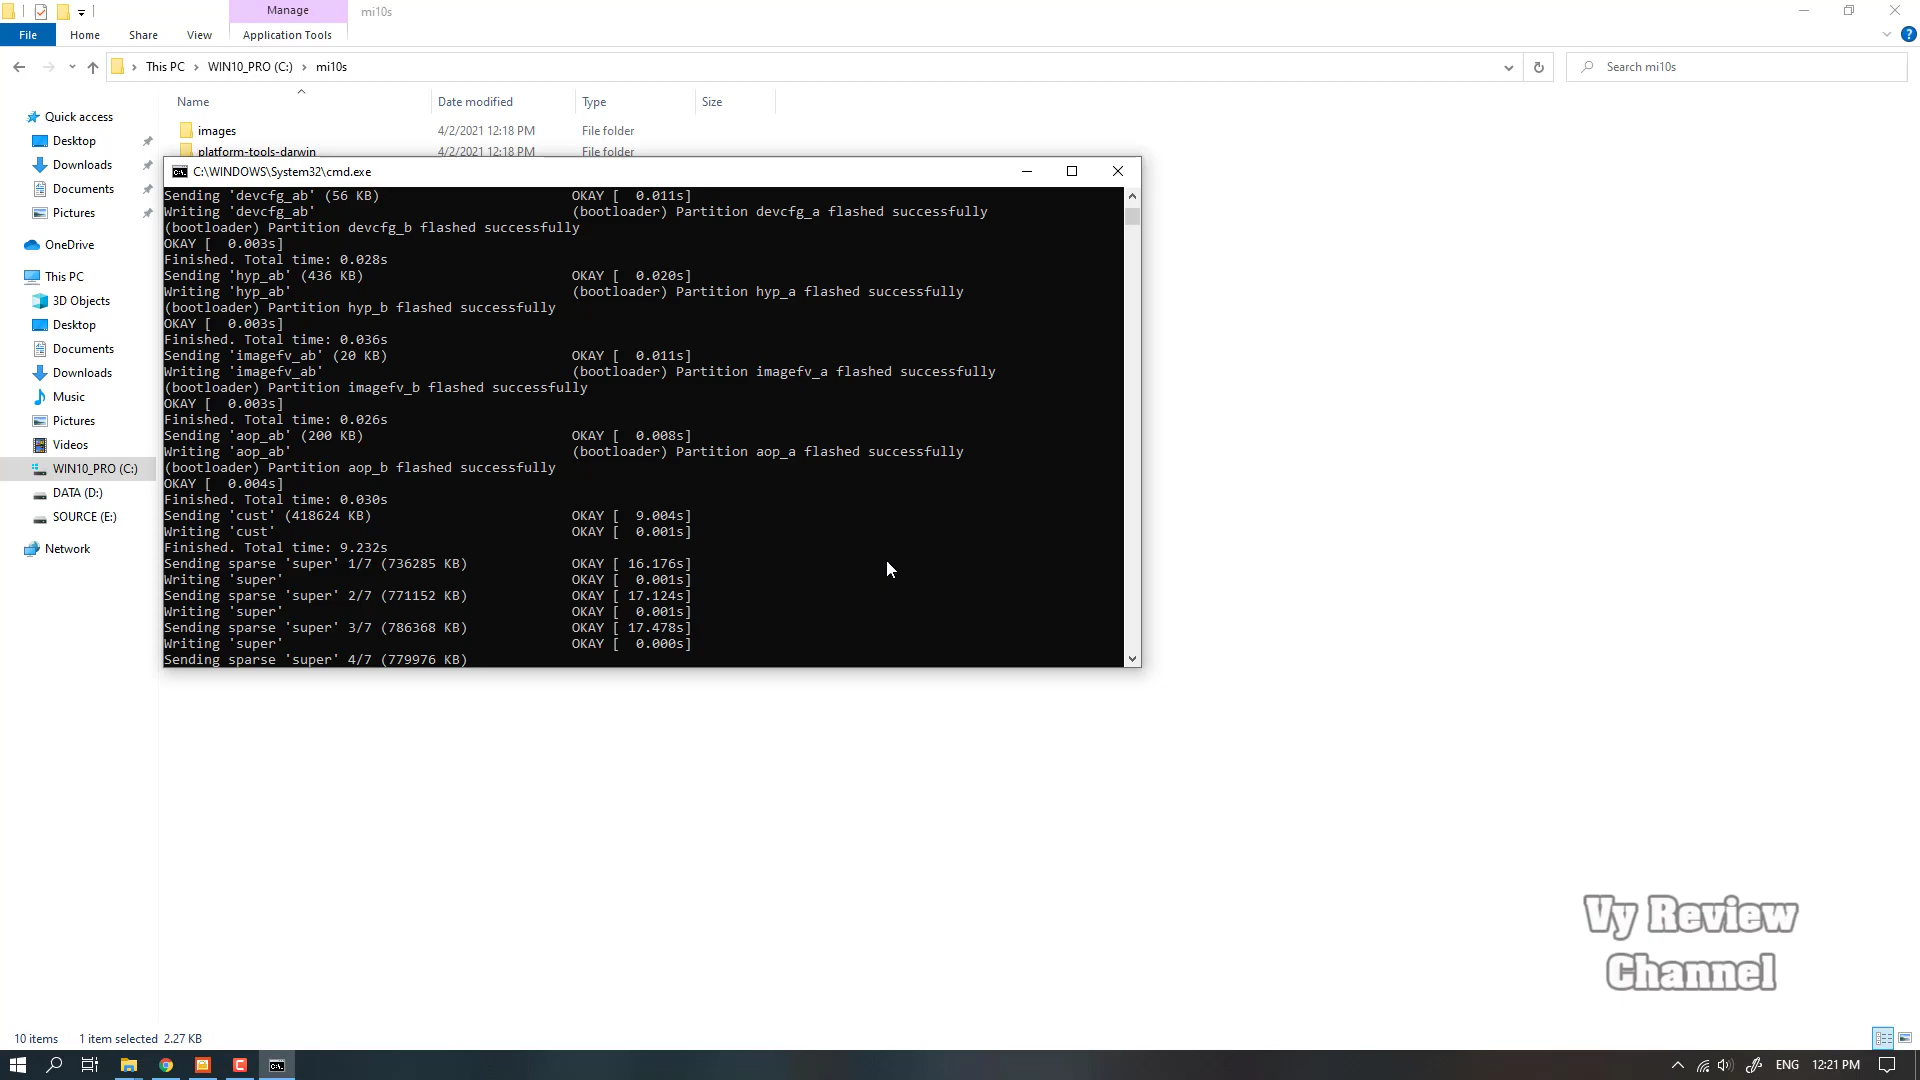 Manage
mi10s
File
Home
Share
View
Application Tools
This PC
WIN10_PRO (C:)
mi10s
Search mi10s
Name
Date modified
Type
Size
images
4/2/2021 12:18 PM
File folder
platform-tools-darwin
4/2/2021 12:18 PM
File folder
Quick access
Desktop
Downloads
Documents
Pictures
OneDrive
This PC
3D Objects
Desktop
Documents
Downloads
Music
Pictures
Videos
WIN10_PRO (C:)
DATA (D:)
SOURCE (E:)
Network
C:\WINDOWS\System32\cmd.exe
Sending 'devcfg_ab' (56 KB) OKAY [ 0.011s]
Writing 'devcfg_ab' (bootloader) Partition devcfg_a flashed successfully
(bootloader) Partition devcfg_b flashed successfully
OKAY [ 0.003s]
Finished. Total time: 0.028s
Sending 'hyp_ab' (436 KB) OKAY [ 0.020s]
Writing 'hyp_ab' (bootloader) Partition hyp_a flashed successfully
(bootloader) Partition hyp_b flashed successfully
OKAY [ 0.003s]
Finished. Total time: 0.036s
Sending 'imagefv_ab' (20 KB) OKAY [ 0.011s]
Writing 'imagefv_ab' (bootloader) Partition imagefv_a flashed successfully
(bootloader) Partition imagefv_b flashed successfully
OKAY [ 0.003s]
Finished. Total time: 0.026s
Sending 'aop_ab' (200 KB) OKAY [ 0.008s]
Writing 'aop_ab' (bootloader) Partition aop_a flashed successfully
(bootloader) Partition aop_b flashed successfully
OKAY [ 0.004s]
Finished. Total time: 0.030s
Sending 'cust' (418624 KB) OKAY [ 9.004s]
Writing 'cust' OKAY [ 0.001s]
Finished. Total time: 9.232s
Sending sparse 'super' 1/7 (736285 KB) OKAY [ 16.176s]
Writing 'super' OKAY [ 0.001s]
Sending sparse 'super' 2/7 (771152 KB) OKAY [ 17.124s]
Writing 'super' OKAY [ 0.001s]
Sending sparse 'super' 3/7 (786368 KB) OKAY [ 17.478s]
Writing 'super' OKAY [ 0.000s]
Sending sparse 'super' 4/7 (779976 KB)
Vy Review
Channel
10 items
1 item selected 2.27 KB
ENG
12:21 PM